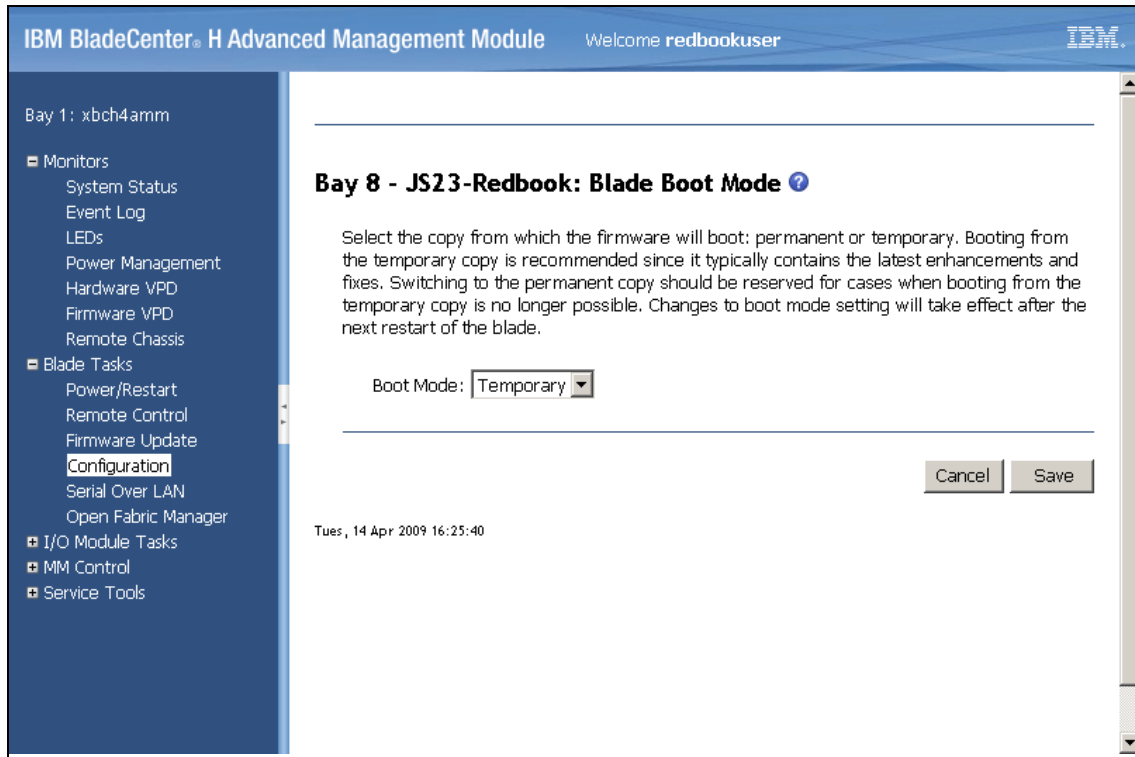 IBM BladeCenter® H Advanced Management Module
Welcome redbookuser
IBM.
Bay 1: xbch4amm
Monitors
System Status
Event Log
LEDs
Power Management
Hardware VPD
Firmware VPD
Remote Chassis
Blade Tasks
Power/Restart
Remote Control
Firmware Update
Configuration
Serial Over LAN
Open Fabric Manager
I/O Module Tasks
MM Control
Service Tools
Bay 8 - JS23-Redbook: Blade Boot Mode ?
Select the copy from which the firmware will boot: permanent or temporary. Booting from
the temporary copy is recommended since it typically contains the latest enhancements and
fixes. Switching to the permanent copy should be reserved for cases when booting from the
temporary copy is no longer possible. Changes to boot mode setting will take effect after the
next restart of the blade.
Boot Mode: Temporary
Cancel Save
Tues, 14 Apr 2009 16:25:40